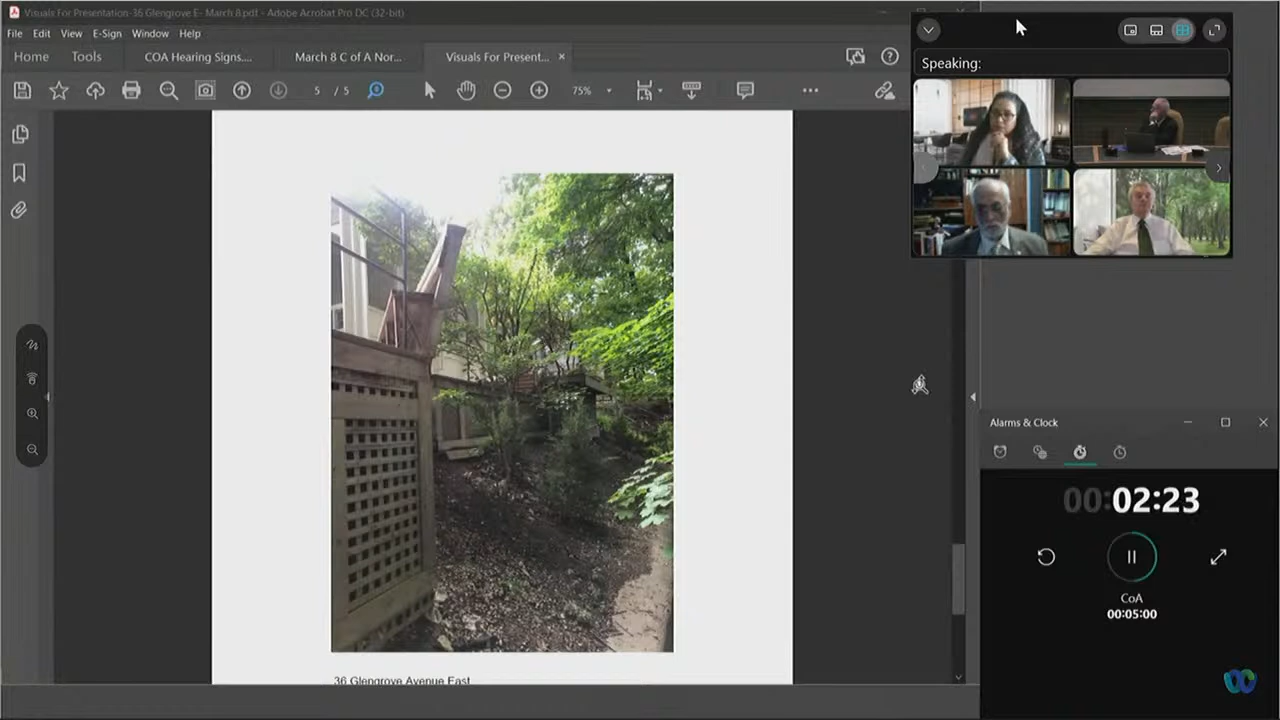 Visuals For Presentation-36 Glengrove E- March 8.pdf - Adobe Acrobat Pro DC (32-bit)
File Edit View E-Sign Window Help
Home Tools COA Hearing Signs.... March 8 C of A Nor... Visuals For Present... ×
5 / 5 75%
Speaking:
Alarms & Clock
00:02:23
CoA
00:05:00
36 Glengrove Avenue East